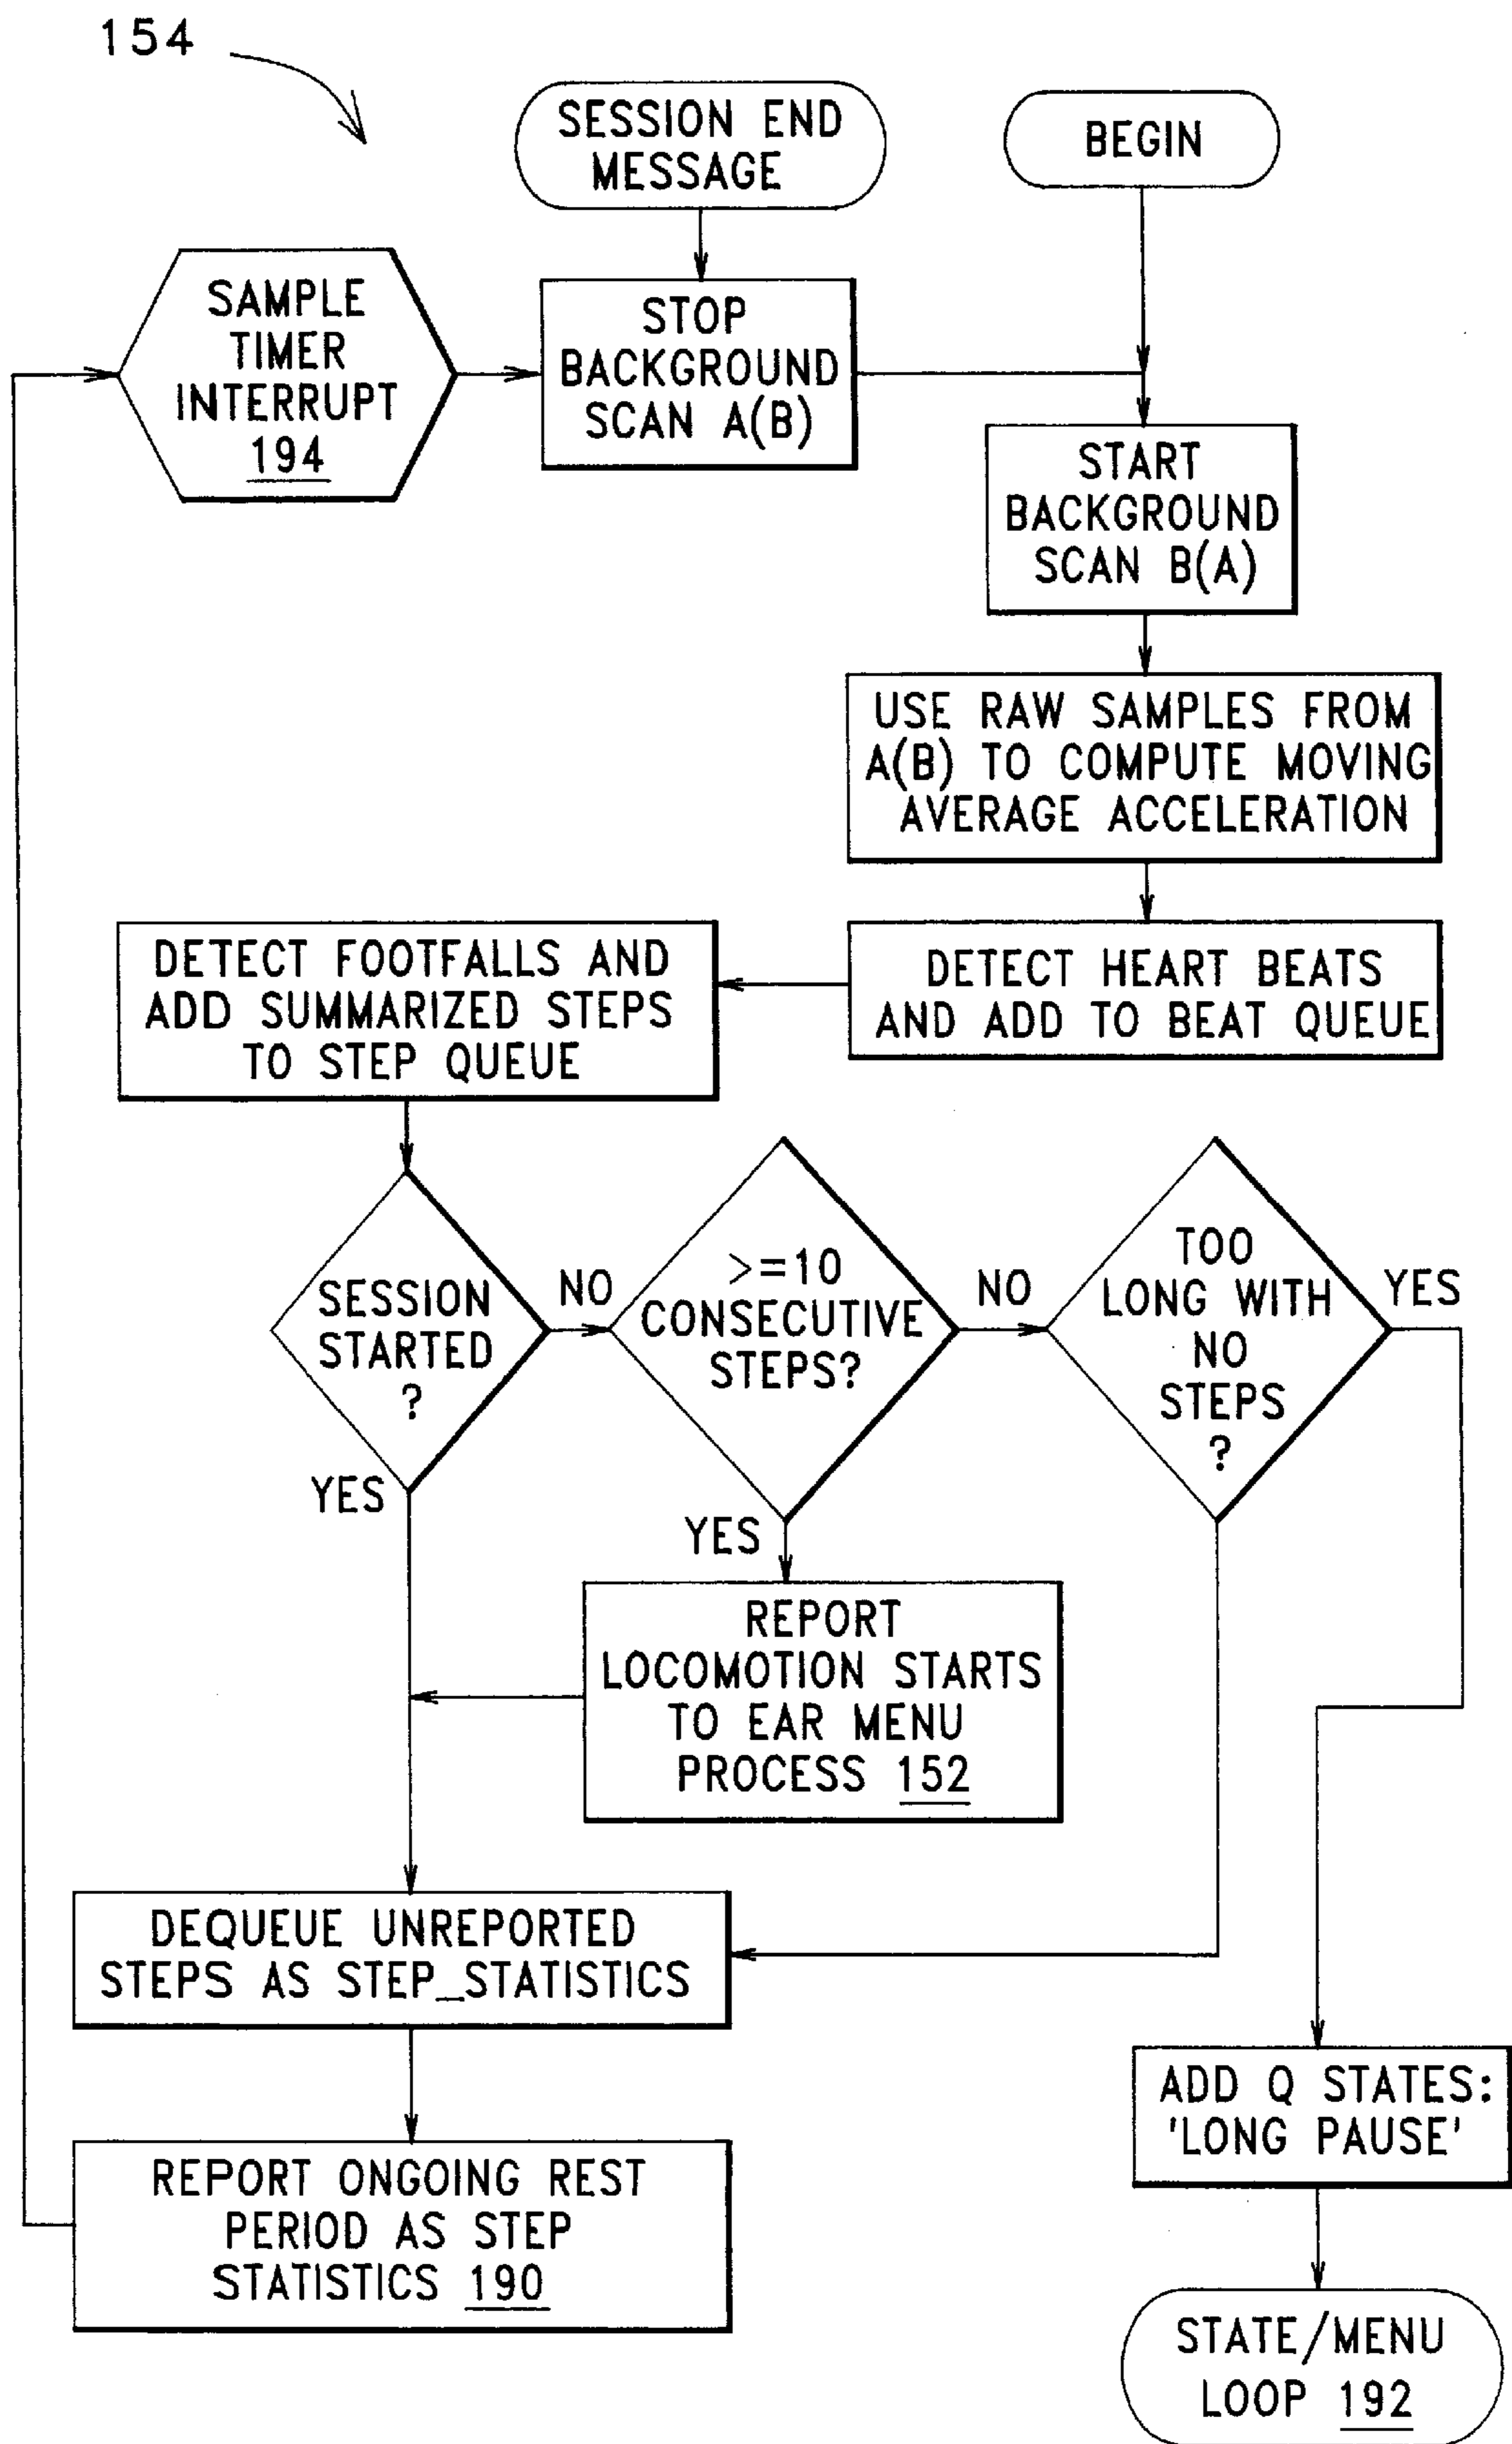 154
SESSION END
MESSAGE
BEGIN
SAMPLE
TIMER
INTERRUPT
194
STOP
BACKGROUND
SCAN A(B)
START
BACKGROUND
SCAN B(A)
USE RAW SAMPLES FROM
A(B) TO COMPUTE MOVING
AVERAGE ACCELERATION
DETECT HEART BEATS
AND ADD TO BEAT QUEUE
DETECT FOOTFALLS AND
ADD SUMMARIZED STEPS
TO STEP QUEUE
SESSION
STARTED
?
NO
YES
>=10
CONSECUTIVE
STEPS?
NO
YES
TOO
LONG WITH
NO
STEPS
?
YES
REPORT
LOCOMOTION STARTS
TO EAR MENU
PROCESS 152
DEQUEUE UNREPORTED
STEPS AS STEP_STATISTICS
REPORT ONGOING REST
PERIOD AS STEP
STATISTICS 190
ADD Q STATES:
'LONG PAUSE'
STATE/MENU
LOOP 192